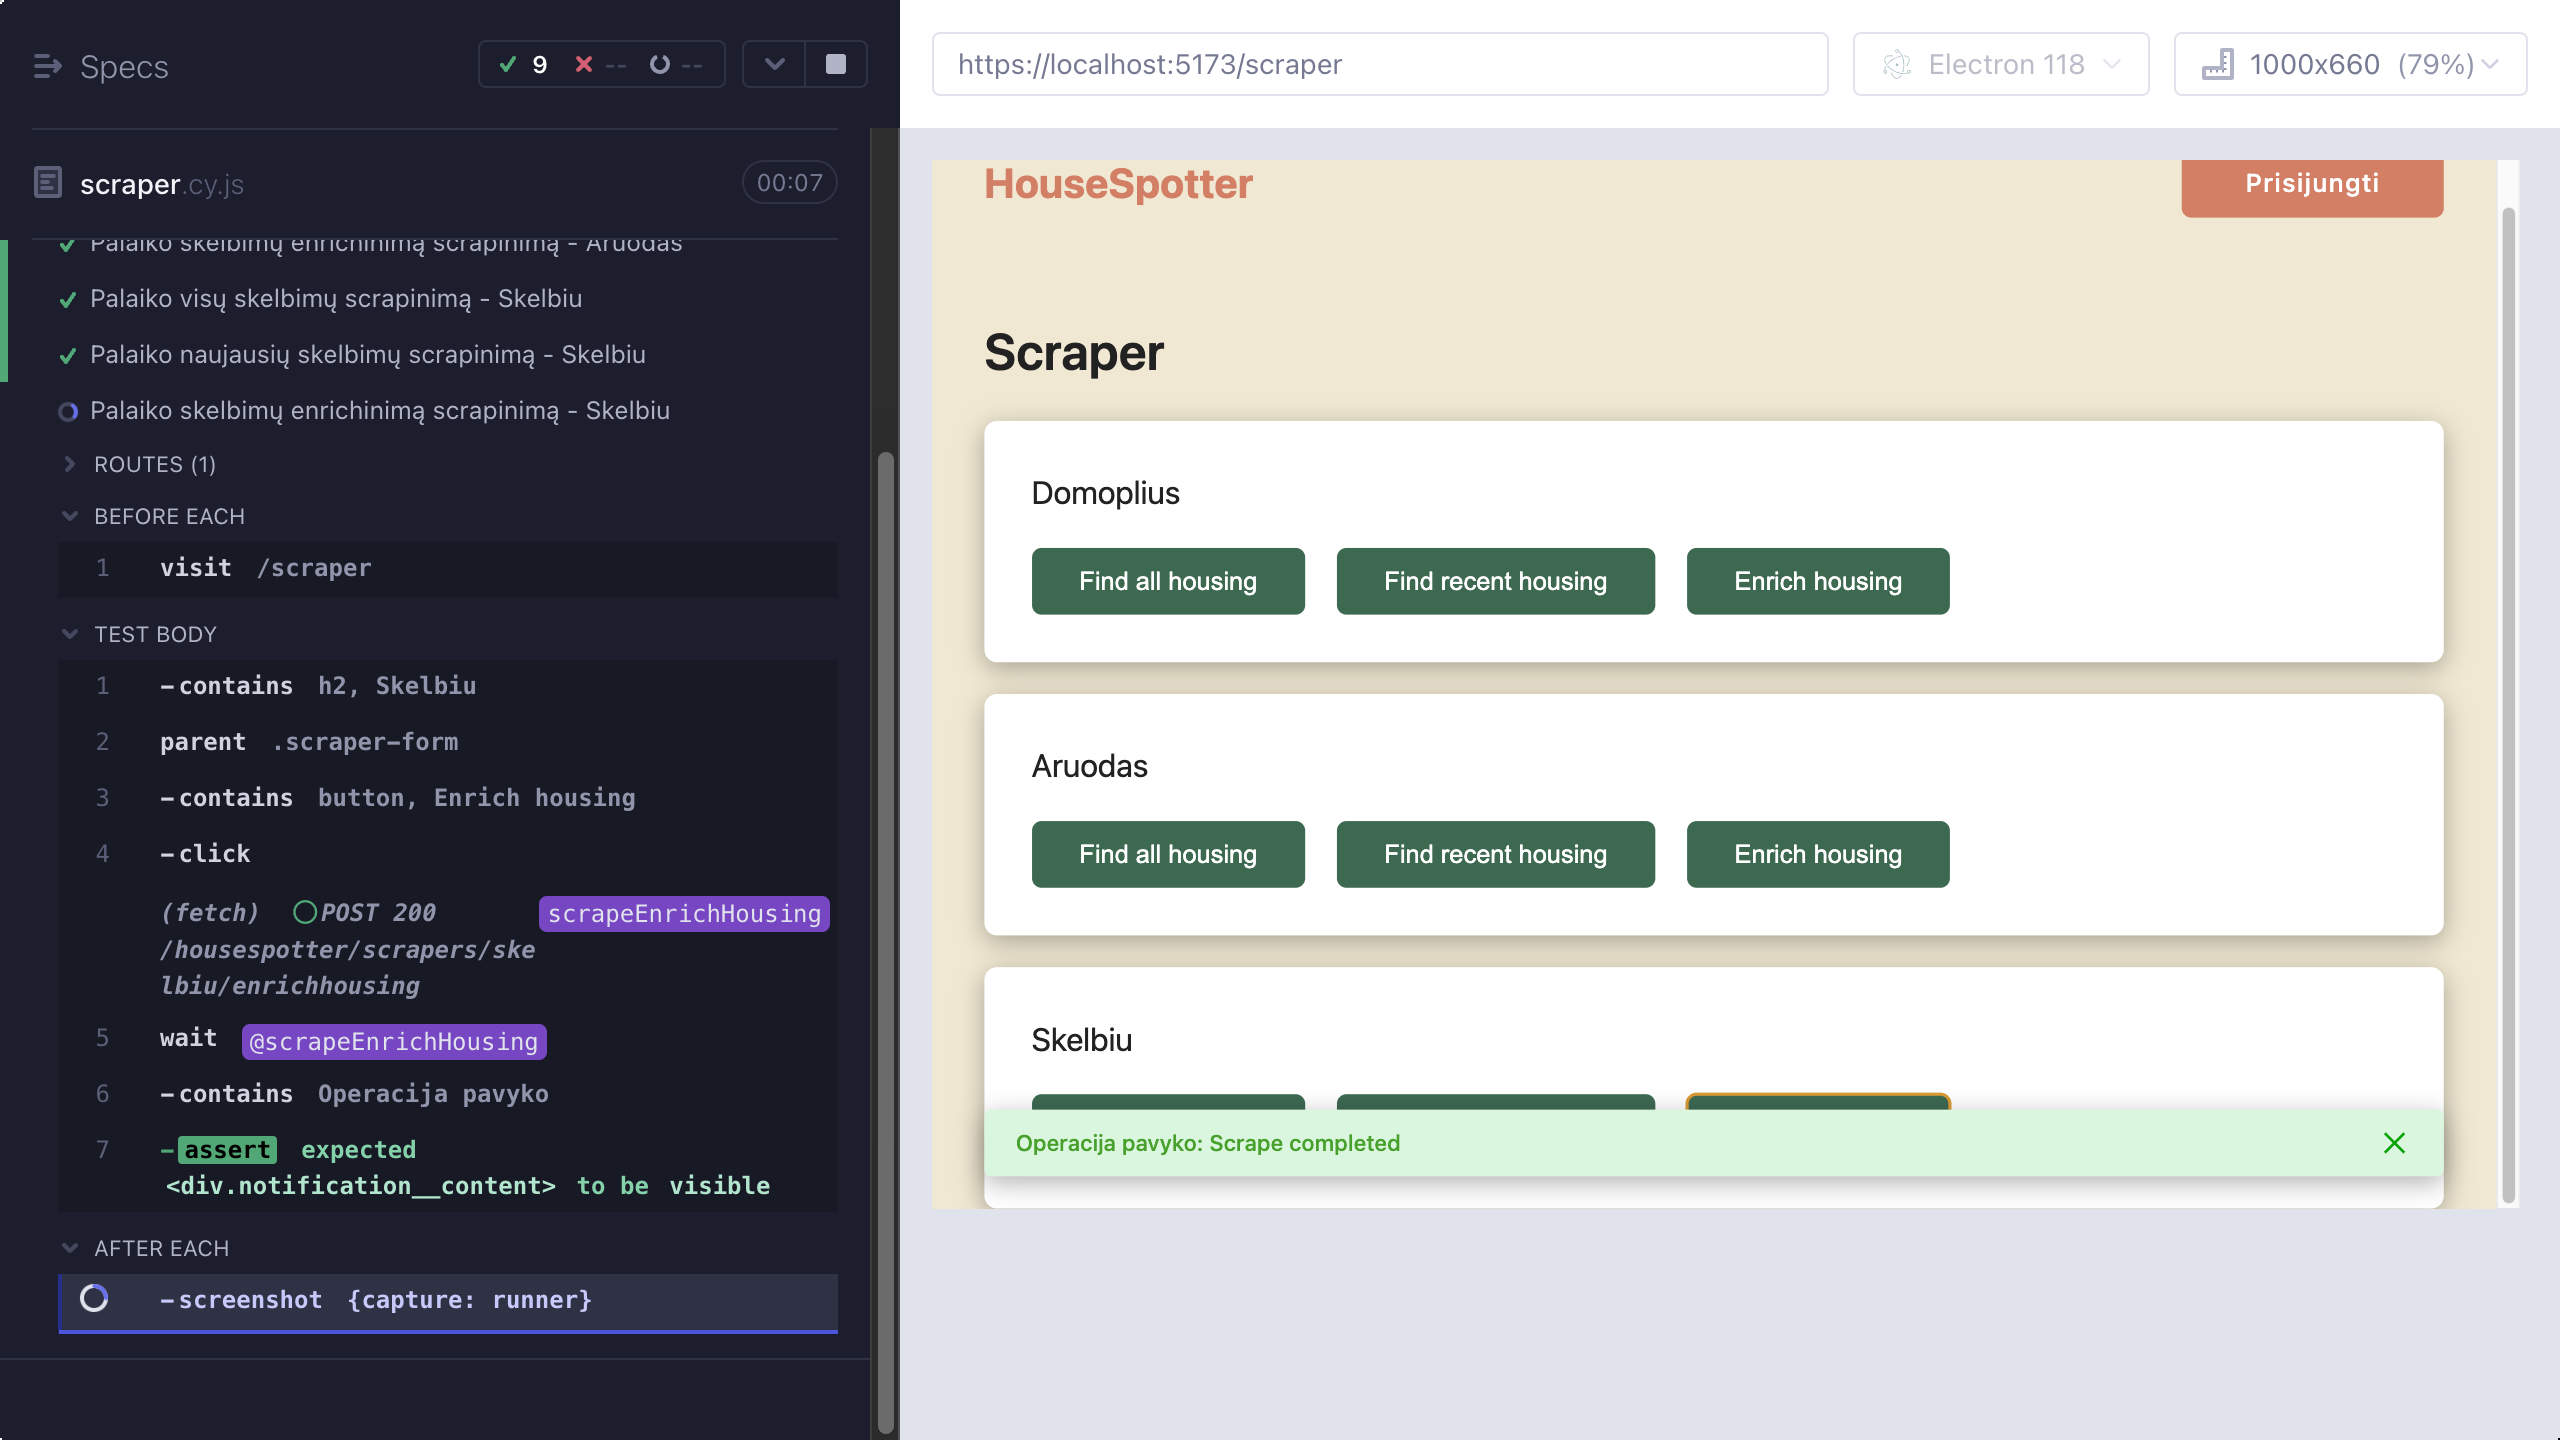 Specs
9 -- --
scraper.cy.js
00:07
Palaiko skelbimų enrichinimą scrapinimą - Aruodas
Palaiko visų skelbimų scrapinimą - Skelbiu
Palaiko naujausių skelbimų scrapinimą - Skelbiu
Palaiko skelbimų enrichinimą scrapinimą - Skelbiu
ROUTES (1)
BEFORE EACH
1 visit /scraper
TEST BODY
1 -contains h2, Skelbiu
2 parent .scraper-form
3 -contains button, Enrich housing
4 -click
(fetch) POST 200 scrapeEnrichHousing
/housespotter/scrapers/ske
lbiu/enrichhousing
5 wait @scrapeEnrichHousing
6 -contains Operacija pavyko
7 -assert expected
<div.notification__content> to be visible
AFTER EACH
-screenshot {capture: runner}
https://localhost:5173/scraper
Electron 118
1000x660 (79%)
HouseSpotter
Prisijungti
Scraper
Domoplius
Find all housing
Find recent housing
Enrich housing
Aruodas
Find all housing
Find recent housing
Enrich housing
Skelbiu
Operacija pavyko: Scrape completed